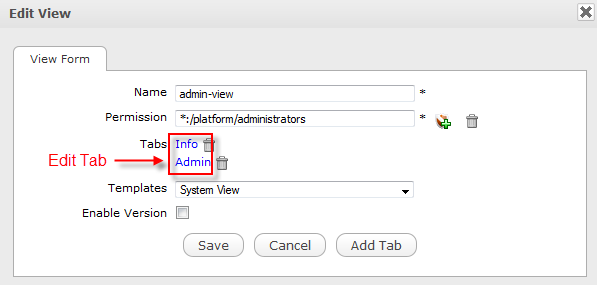 Edit View
View Form
Name admin-view *
Permission *:/platform/administrators *
Tabs Info
Edit Tab Admin
Templates System View
Enable Version
Save Cancel Add Tab